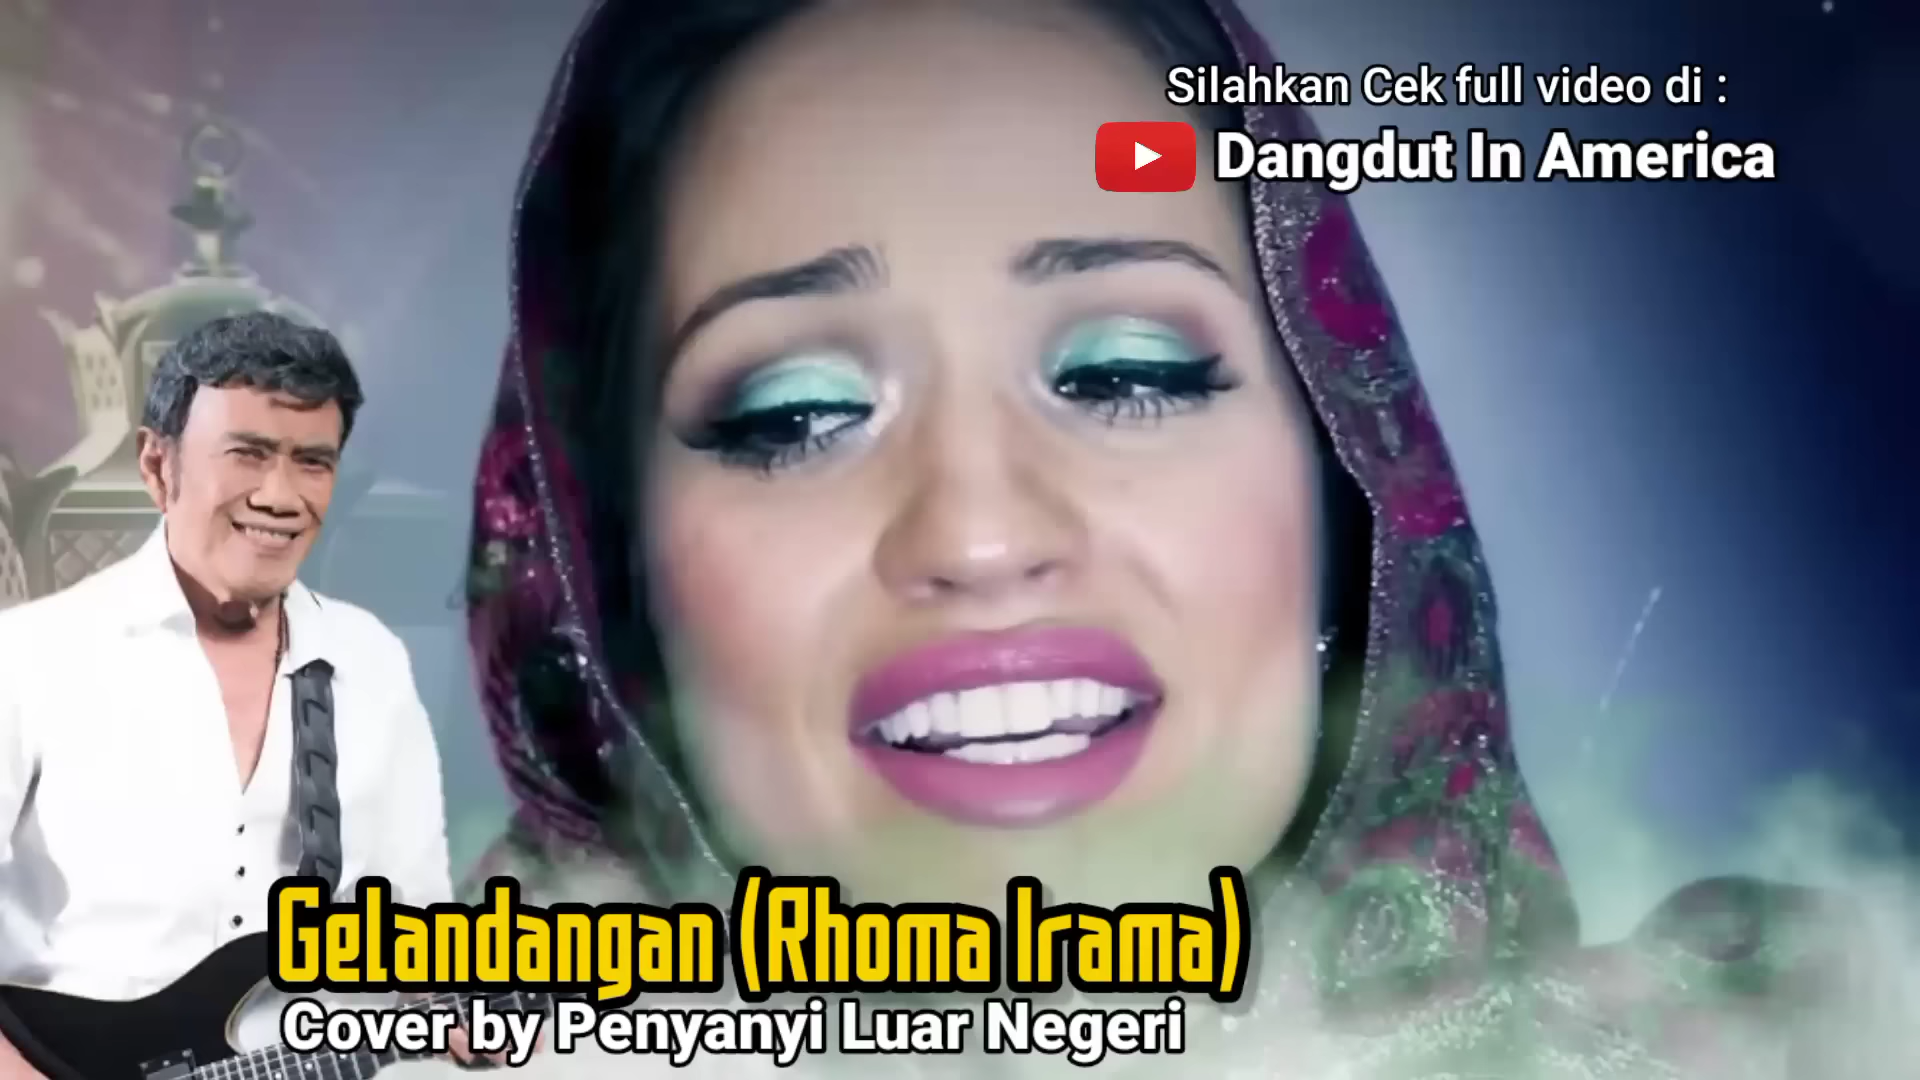 Silahkan Cek full video di :
Dangdut In America
Gelandangan (Rhoma Irama)
Cover by Penyanyi Luar Negeri